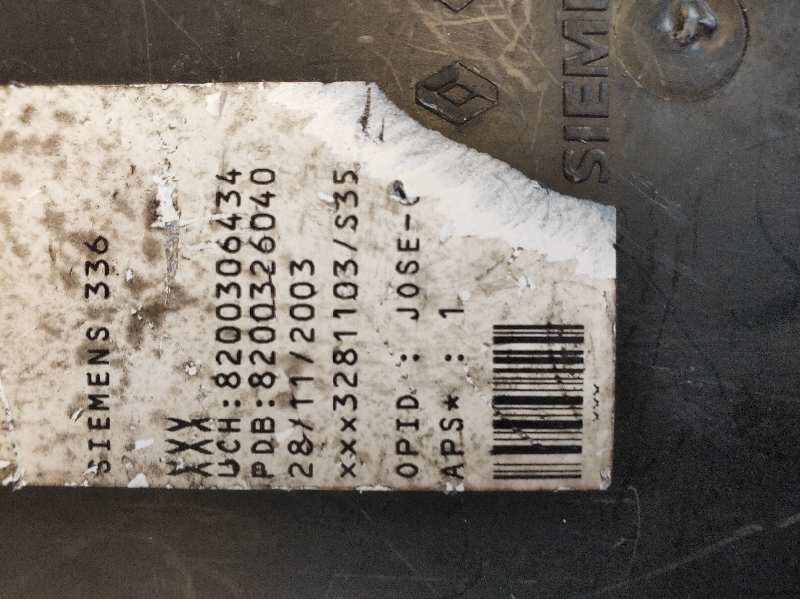 SIEMENS 336
XXX
UCH:8200306434
PDB:8200326040
28/11/2003
xxx3281103/S35
OPID : JOSE-
APS* : 1
SIEM